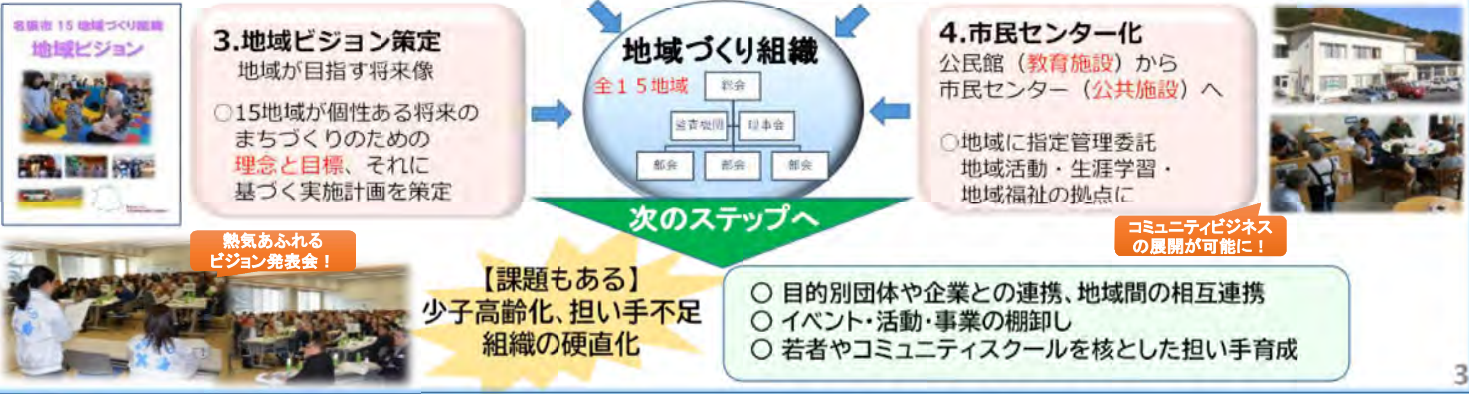 名張市 15 地域づくり組織
地域ビジョン
3.地域ビジョン策定
地域が目指す将来像
○15地域が個性ある将来の
まちづくりのための
理念と目標、それに
基づく実施計画を策定
熱気あふれる
ビジョン発表会！
地域づくり組織
全１５地域
総会
監査機関
理事会
部会
部会
部会
4.市民センター化
公民館（教育施設）から
市民センター（公共施設）へ
○地域に指定管理委託
地域活動・生涯学習・
地域福祉の拠点に
コミュニティビジネス
の展開が可能に！
次のステップへ
【課題もある】
少子高齢化、担い手不足
組織の硬直化
○ 目的別団体や企業との連携、地域間の相互連携
○ イベント・活動・事業の棚卸し
○ 若者やコミュニティスクールを核とした担い手育成
3